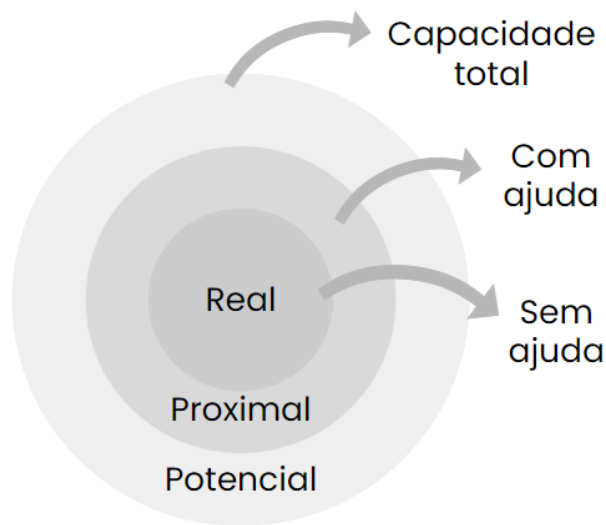 Capacidade
total
Com
ajuda
Real
Sem
ajuda
Proximal
Potencial